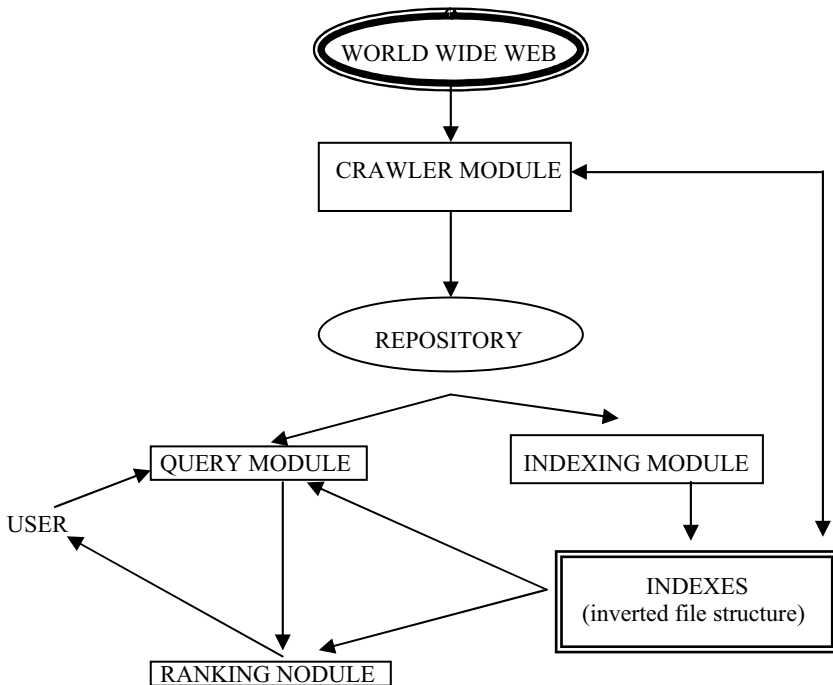 WORLD WIDE WEB
CRAWLER MODULE
REPOSITORY
QUERY MODULE
INDEXING MODULE
USER
INDEXES
(inverted file structure)
RANKING NODULE